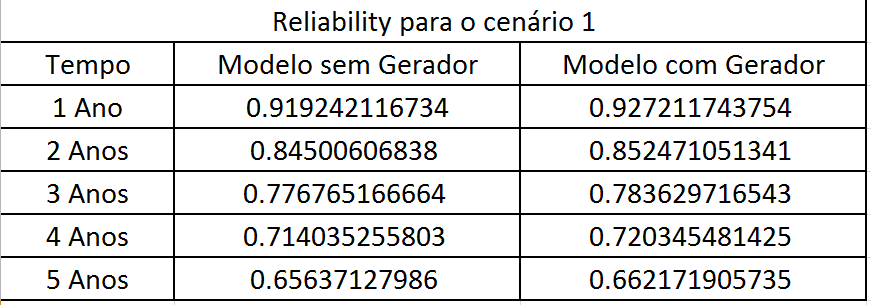 Reliability para o cenário 1
Tempo Modelo sem Gerador Modelo com Gerador
1 Ano 0.919242116734 0.927211743754
2 Anos 0.84500606838 0.852471051341
3 Anos 0.776765166664 0.783629716543
4 Anos 0.714035255803 0.720345481425
5 Anos 0.65637127986 0.662171905735